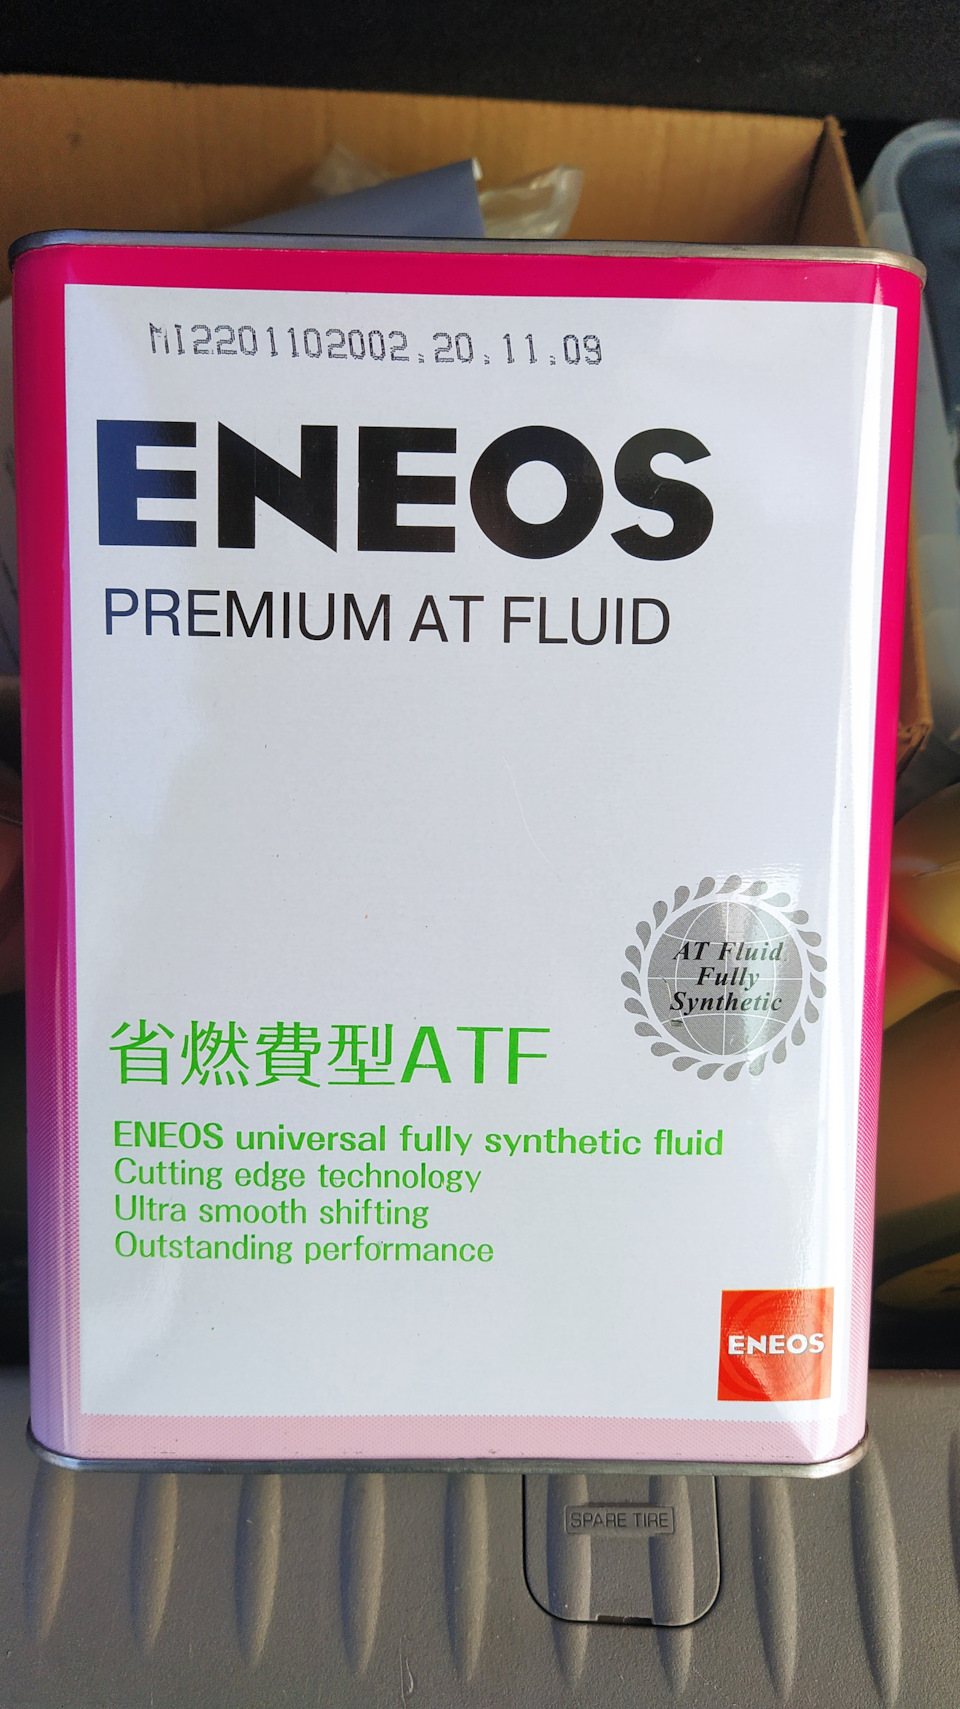 MI2201102002.20.11.09
ENEOS
PREMIUM AT FLUID
AT Fluid
Fully
Synthetic
省燃費型ATF
ENEOS universal fully synthetic fluid
Cutting edge technology
Ultra smooth shifting
Outstanding performance
ENEOS
SPARE TIRE